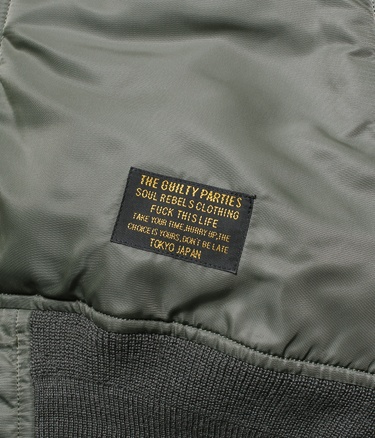 THE GUILTY PARTIES
SOUL REBELS CLOTHING
FUCK THIS LIFE
TAKE YOUR TIME,HURRY UP,THE
CHOICE IS YOURS,DON'T BE LATE
TOKYO JAPAN